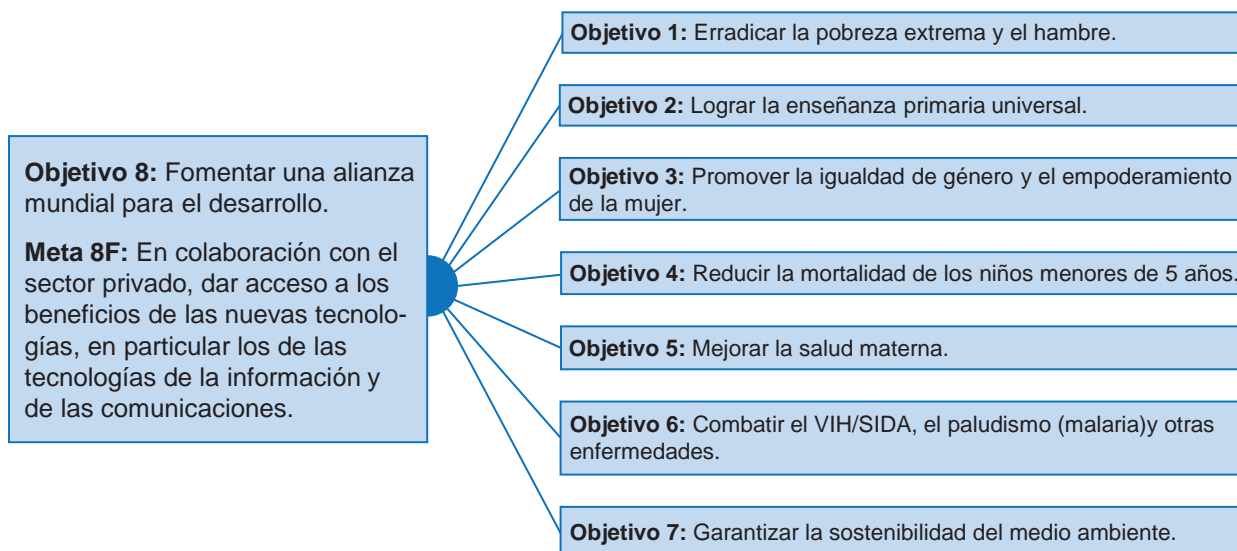 Objetivo 8: Fomentar una alianza
mundial para el desarrollo.
Meta 8F: En colaboración con el
sector privado, dar acceso a los
beneficios de las nuevas tecnolo-
gías, en particular los de las
tecnologías de la información y
de las comunicaciones.
Objetivo 1: Erradicar la pobreza extrema y el hambre.
Objetivo 2: Lograr la enseñanza primaria universal.
Objetivo 3: Promover la igualdad de género y el empoderamiento
de la mujer.
Objetivo 4: Reducir la mortalidad de los niños menores de 5 años.
Objetivo 5: Mejorar la salud materna.
Objetivo 6: Combatir el VIH/SIDA, el paludismo (malaria)y otras
enfermedades.
Objetivo 7: Garantizar la sostenibilidad del medio ambiente.